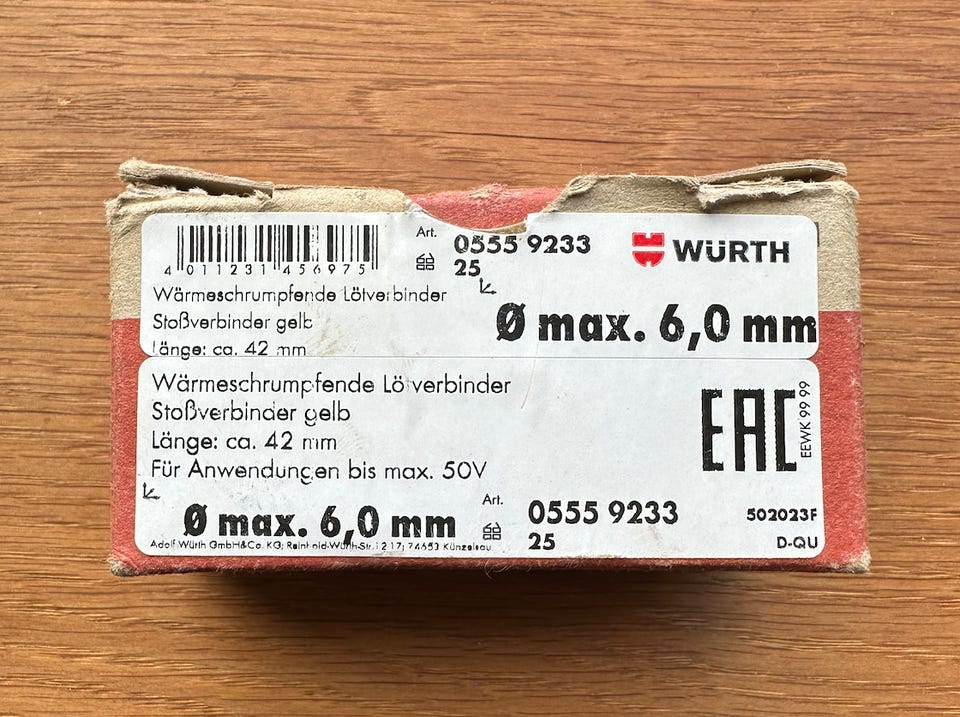 Art. 0555 9233
25
WÜRTH
4 011231 456975
Wärmeschrumpfende Lötverbinder
Stoßverbinder gelb
Länge: ca. 42 mm
Ø max. 6,0 mm
Wärmeschrumpfende Lötverbinder
Stoßverbinder gelb
Länge: ca. 42 mm
Für Anwendungen bis max. 50V
EAC
EEWK 99 99
Ø max. 6,0 mm
Art. 0555 9233
25
502023F
D-QU
Adolf Würth GmbH&Co. KG; Reinhold-Würth-Str.12-17; 74653 Künzelsau